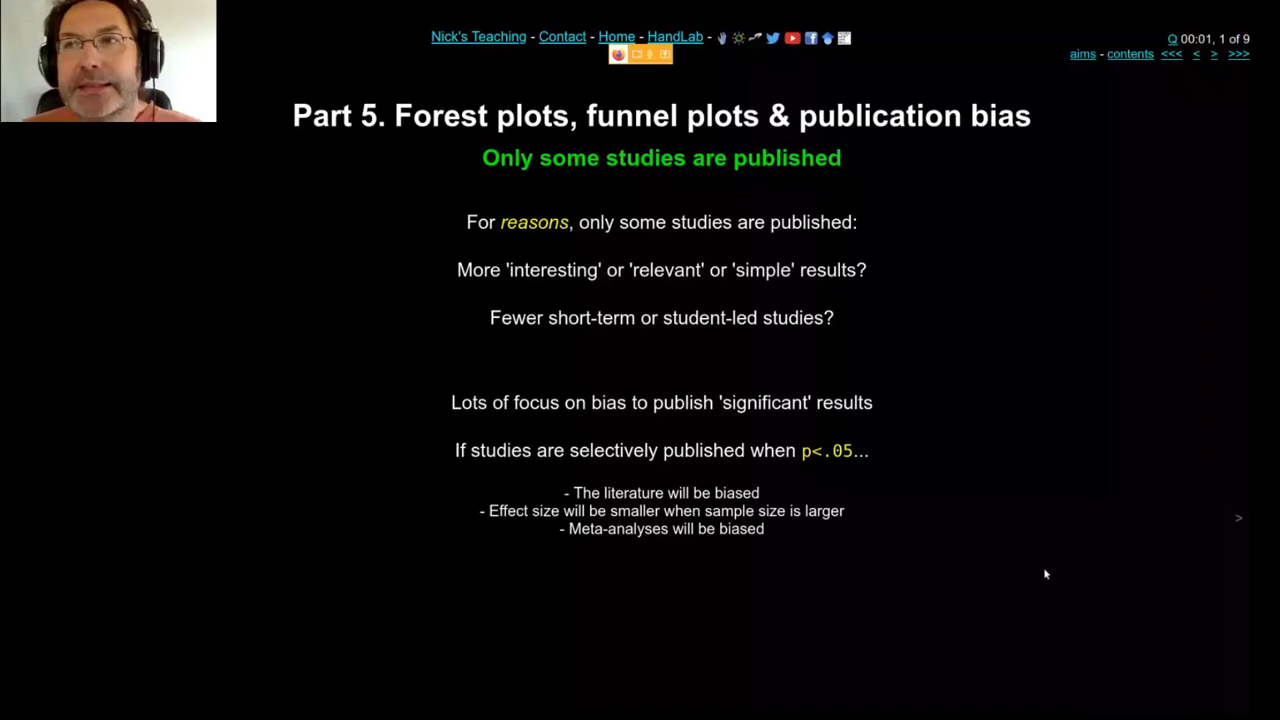 Nick's Teaching - Contact - Home - HandLab -
Q 00:01, 1 of 9
aims - contents <<< < > >>>
Part 5. Forest plots, funnel plots & publication bias
Only some studies are published
For reasons, only some studies are published:
More 'interesting' or 'relevant' or 'simple' results?
Fewer short-term or student-led studies?
Lots of focus on bias to publish 'significant' results
If studies are selectively published when p<.05...
- The literature will be biased
- Effect size will be smaller when sample size is larger
- Meta-analyses will be biased
>